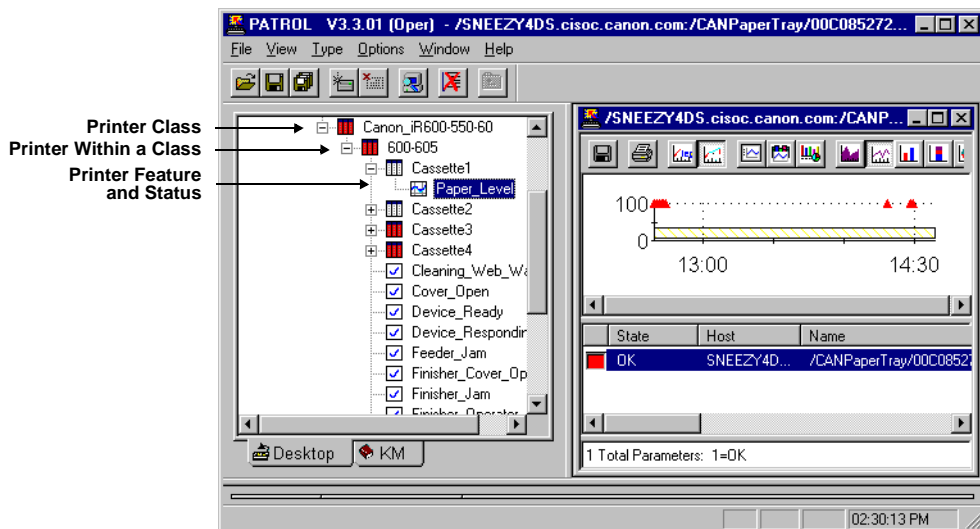 PATROL V3.3.01 (Oper) - /SNEEZY4DS.cisoc.canon.com:/CANPaperTray/00C085272...
File View Type Options Window Help
Printer Class
Printer Within a Class
Printer Feature
and Status
Canon_iR600-550-60
600-605
Cassette1
Paper_Level
Cassette2
Cassette3
Cassette4
Cleaning_Web_Wa
Cover_Open
Device_Ready
Device_Respondin
Feeder_Jam
Finisher_Cover_Op
Finisher_Jam
Finisher_Operator
Desktop
KM
/SNEEZY4DS.cisoc.canon.com:/CANP...
100
0
13:00 14:30
State Host Name
OK SNEEZY4D... /CANPaperTray/00C08527
1 Total Parameters: 1=OK
02:30:13 PM